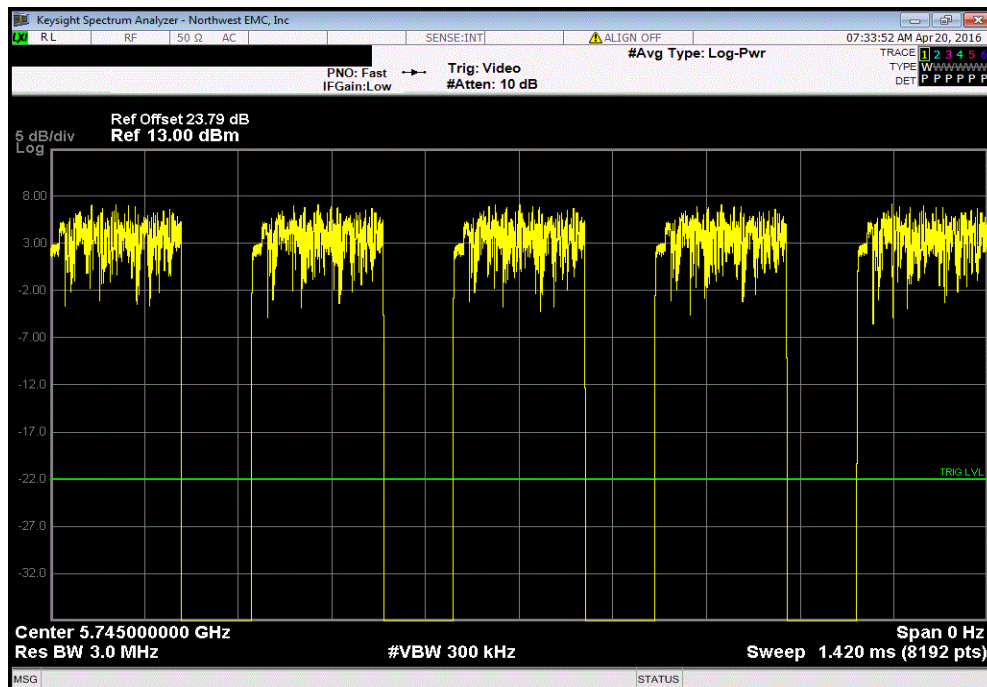 Keysight Spectrum Analyzer - Northwest EMC, Inc
LXI RL RF 50 Ω AC SENSE:INT ALIGN OFF 07:33:52 AM Apr 20, 2016
#Avg Type: Log-Pwr
TRACE 1 2 3 4 5 6
PNO: Fast Trig: Video
TYPE WWWWWW
IFGain:Low #Atten: 10 dB
DET P P P P P P
Ref Offset 23.79 dB
5 dB/div Ref 13.00 dBm
Log
8.00
3.00
-2.00
-7.00
-12.0
-17.0
-22.0
TRIG LVL
-27.0
-32.0
Center 5.745000000 GHz Span 0 Hz
Res BW 3.0 MHz #VBW 300 kHz Sweep 1.420 ms (8192 pts)
MSG STATUS